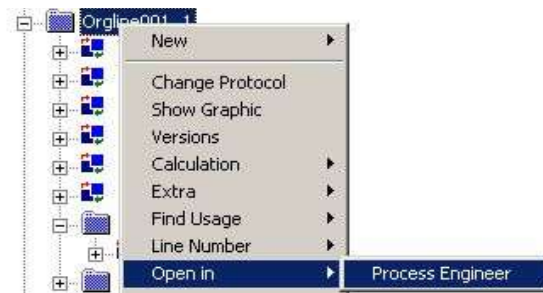 Orgline001_1
New
Change Protocol
Show Graphic
Versions
Calculation
Extra
Find Usage
Line Number
Open in
Process Engineer